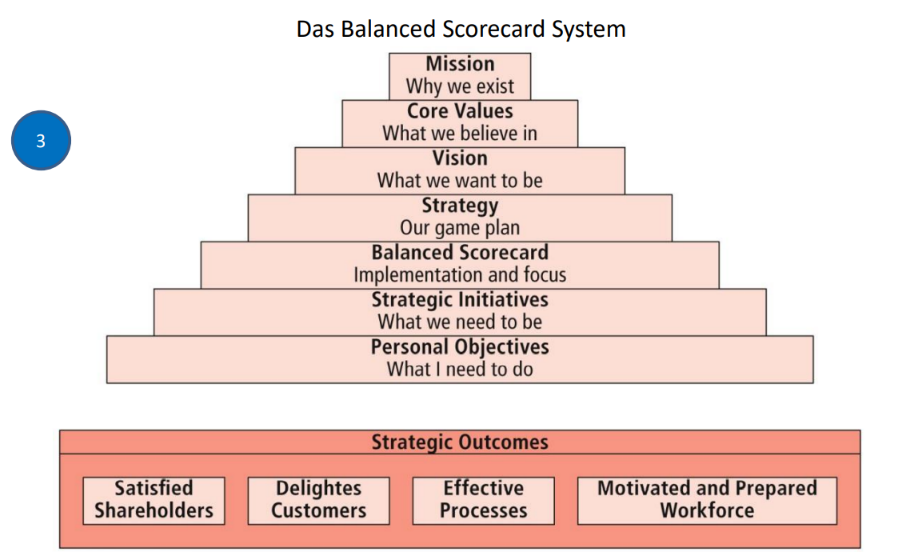 Das Balanced Scorecard System
Mission
Why we exist
3
Core Values
What we believe in
Vision
What we want to be
Strategy
Our game plan
Balanced Scorecard
Implementation and focus
Strategic Initiatives
What we need to be
Personal Objectives
What I need to do
Strategic Outcomes
Satisfied
Shareholders
Delightes
Customers
Effective
Processes
Motivated and Prepared
Workforce